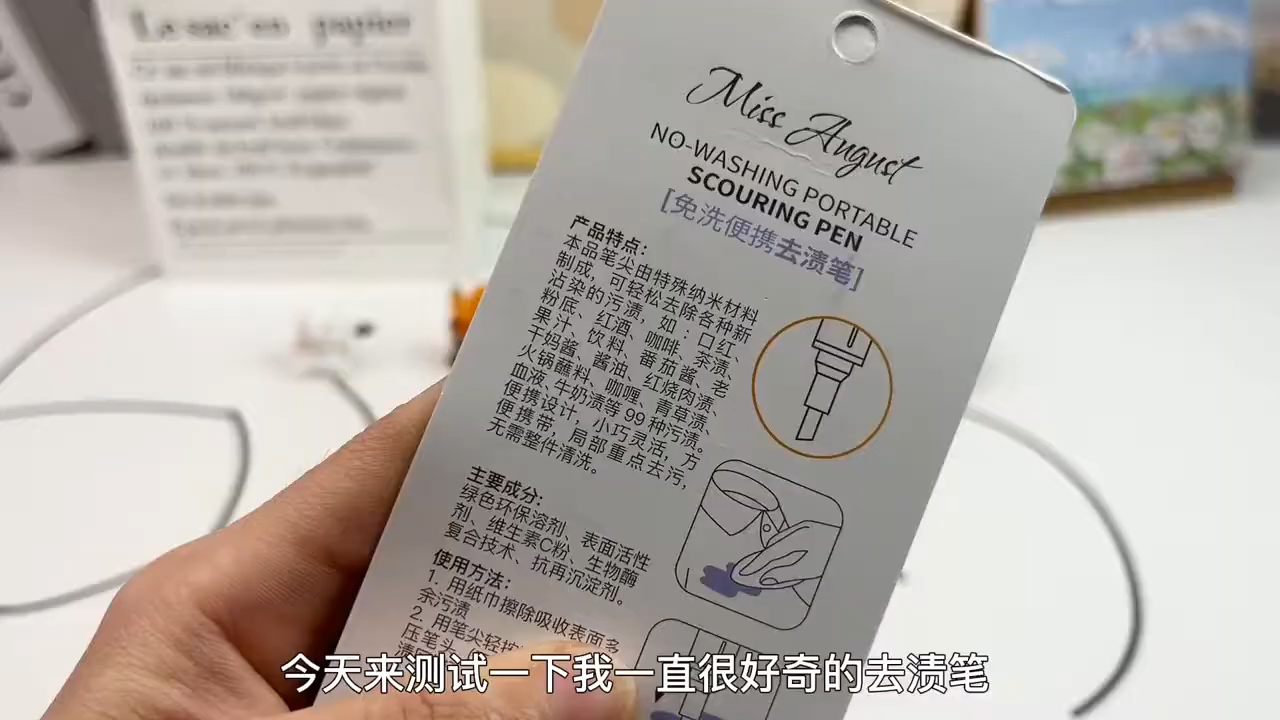 Le sac en papier
Miss August
NO-WASHING PORTABLE
SCOURING PEN
[免洗便携去渍笔]
产品特点：
本品笔尖由特殊纳米材料
制成，可轻松去除各种新
沾染的污渍，如：口红、
粉底、红酒、咖啡、茶渍、
果汁、饮料、番茄酱、老
干妈酱、酱油、红烧肉渍、
火锅蘸料、咖喱、青草渍、
血液、牛奶渍等 99 种污渍。
便携设计，小巧灵活，方
便携带，局部重点去污，
无需整件清洗。
主要成分：
绿色环保溶剂、表面活性
剂、维生素C粉、生物酶
复合技术、抗再沉淀剂。
使用方法：
1. 用纸巾擦除吸收表面多
余污渍
2. 用笔尖轻按
压笔头
今天来测试一下我一直很好奇的去渍笔